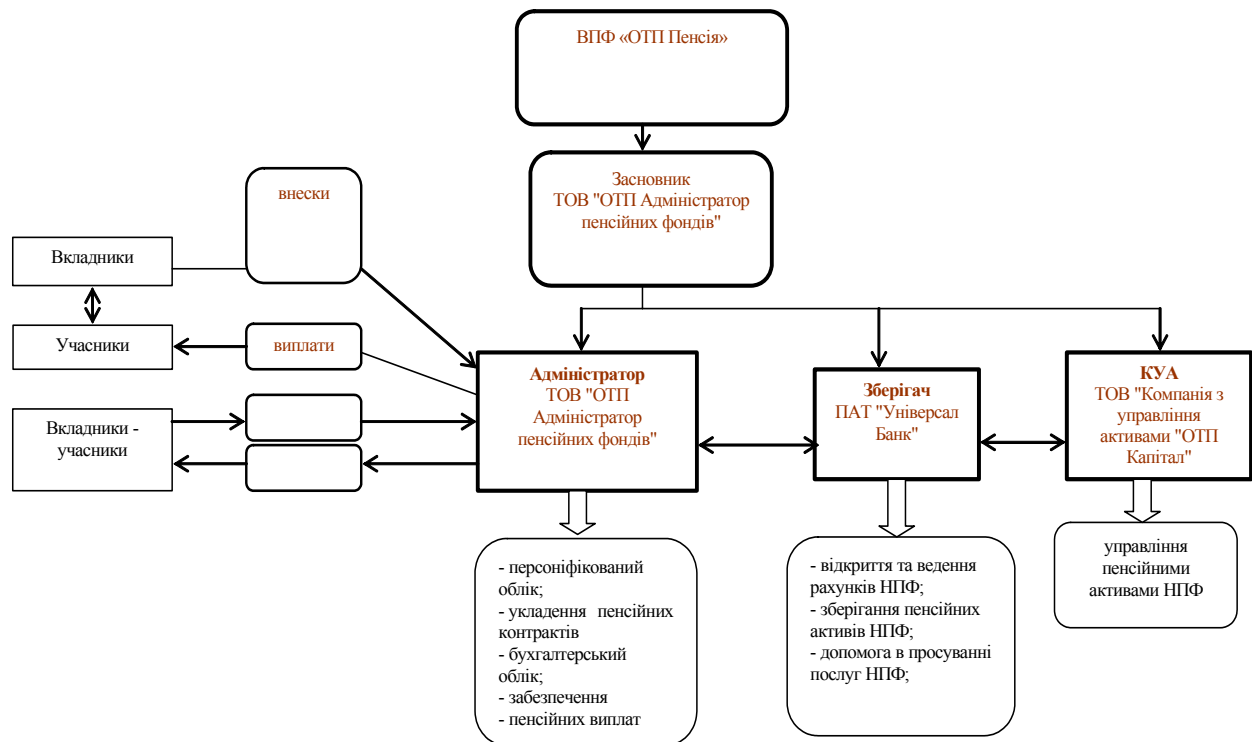 ВПФ «ОТП Пенсія»
Засновник
ТОВ "ОТП Адміністратор
пенсійних фондів"
внески
Вкладники
Учасники
виплати
Вкладники -
учасники
Адміністратор
ТОВ "ОТП
Адміністратор
пенсійних фондів"
Зберігач
ПАТ "Універсал
Банк"
КУА
ТОВ "Компанія з
управління
активами "ОТП
Капітал"
- персоніфікований
облік;
- укладення пенсійних
контрактів
- бухгалтерський
облік;
- забезпечення
- пенсійних виплат
- відкриття та ведення
рахунків НПФ;
- зберігання пенсійних
активів НПФ;
- допомога в просуванні
послуг НПФ;
управління
пенсійними
активами НПФ